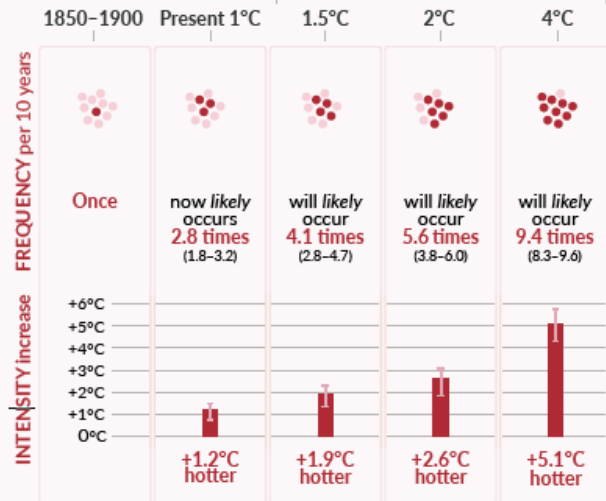 1850–1900 Present 1°C 1.5°C 2°C 4°C
FREQUENCY per 10 years
Once
now likely
occurs
2.8 times
(1.8–3.2)
will likely
occur
4.1 times
(2.8–4.7)
will likely
occur
5.6 times
(3.8–6.0)
will likely
occur
9.4 times
(8.3–9.6)
INTENSITY increase
+6°C
+5°C
+4°C
+3°C
+2°C
+1°C
0°C
+1.2°C
hotter
+1.9°C
hotter
+2.6°C
hotter
+5.1°C
hotter